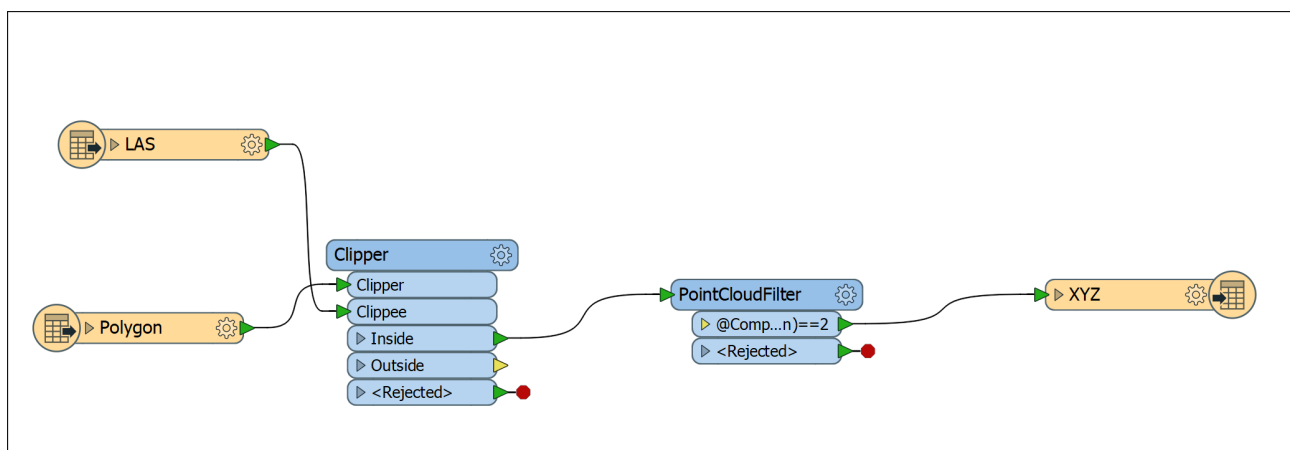 LAS
Polygon
Clipper
Clipper
Clippee
Inside
Outside
<Rejected>
PointCloudFilter
@Comp...n)==2
<Rejected>
XYZ